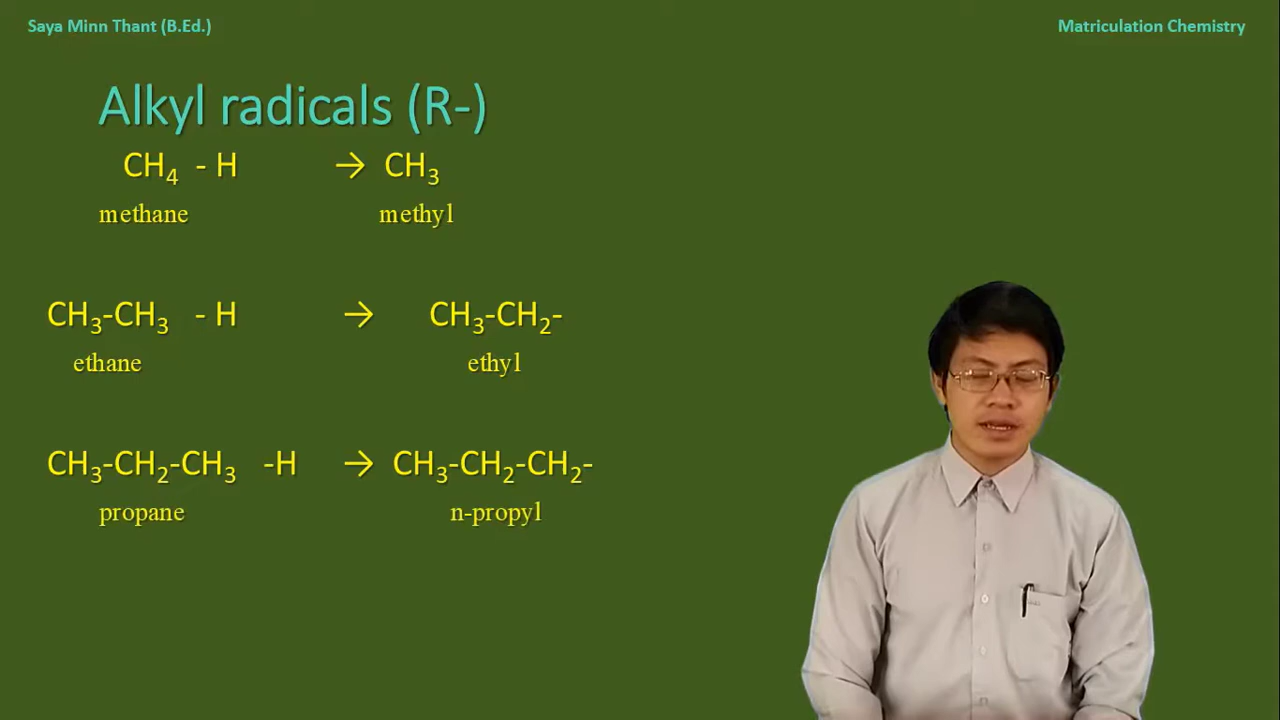 Saya Minn Thant (B.Ed.)
Matriculation Chemistry
Alkyl radicals (R-)
CH₄ - H → CH₃
methane methyl
CH₃-CH₃ - H → CH₃-CH₂-
ethane ethyl
CH₃-CH₂-CH₃ -H → CH₃-CH₂-CH₂-
propane n-propyl